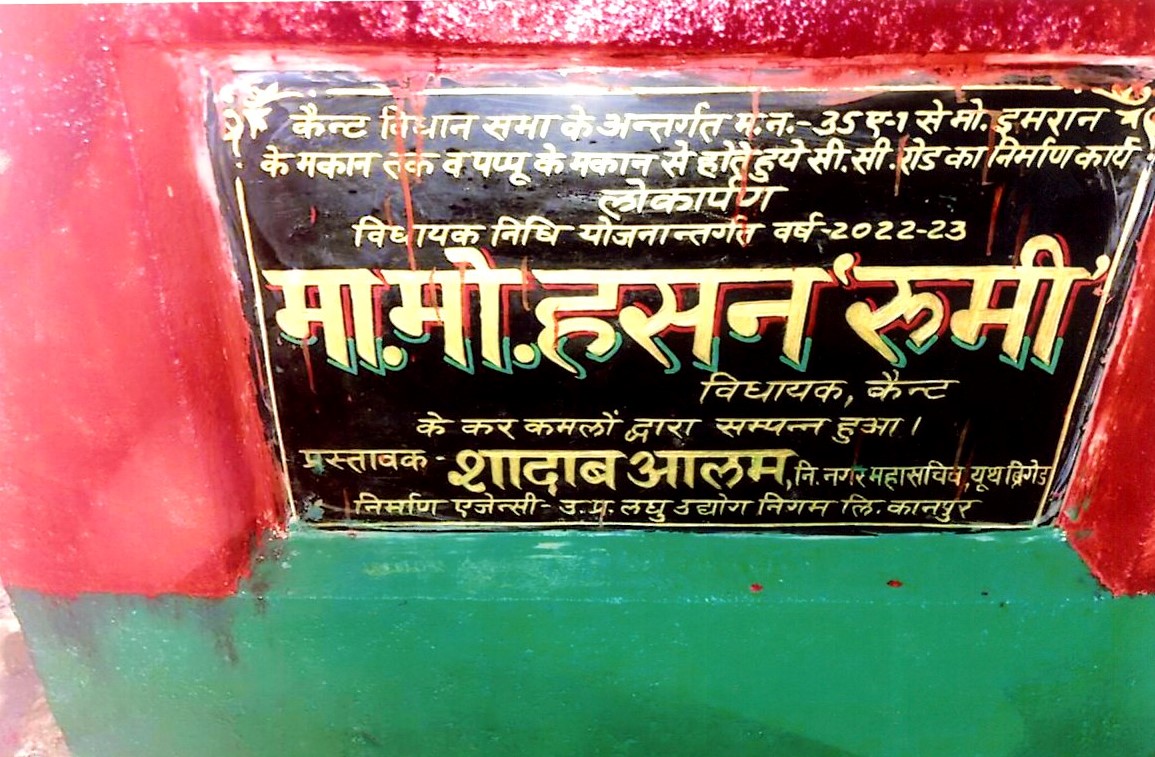 कैन्ट विधान सभा के अन्तर्गत म.न.-35 ए-1 से मो. इमरान
के मकान तक व पप्पू के मकान से होते हुये सी.सी. रोड का निर्माण कार्य
लोकार्पण
विधायक निधि योजनान्तर्गत वर्ष-2022-23
मा.मो.हसन 'रूमी'
विधायक, कैन्ट
के कर कमलों द्वारा सम्पन्न हुआ।
प्रस्तावक - शादाब आलम, नि. नगर महासचिव, यूथ ब्रिगेड
निर्माण एजेन्सी- उ.प्र. लघु उद्योग निगम लि. कानपुर